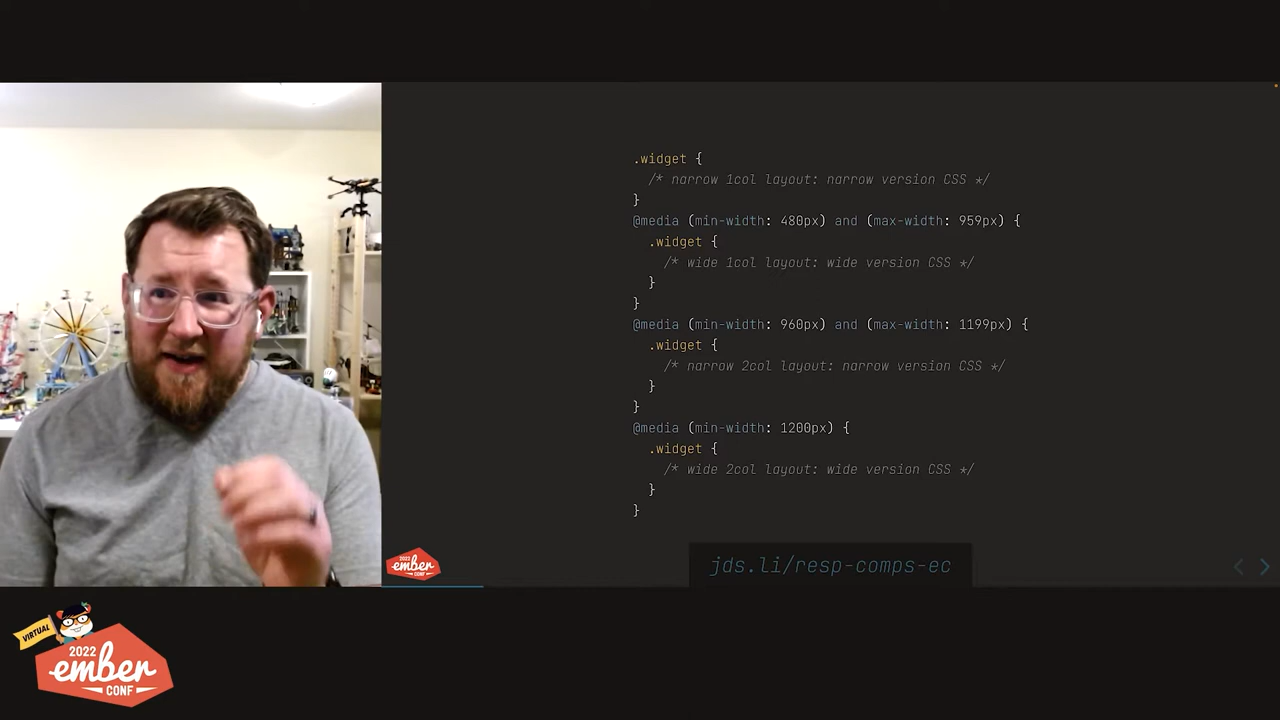 .widget {
/* narrow 1col layout: narrow version CSS */
}
@media (min-width: 480px) and (max-width: 959px) {
.widget {
/* wide 1col layout: wide version CSS */
}
}
@media (min-width: 960px) and (max-width: 1199px) {
.widget {
/* narrow 2col layout: narrow version CSS */
}
}
@media (min-width: 1200px) {
.widget {
/* wide 2col layout: wide version CSS */
}
}
2022
ember
CONF
jds.li/resp-comps-ec
< >
VIRTUAL
2022
ember
CONF